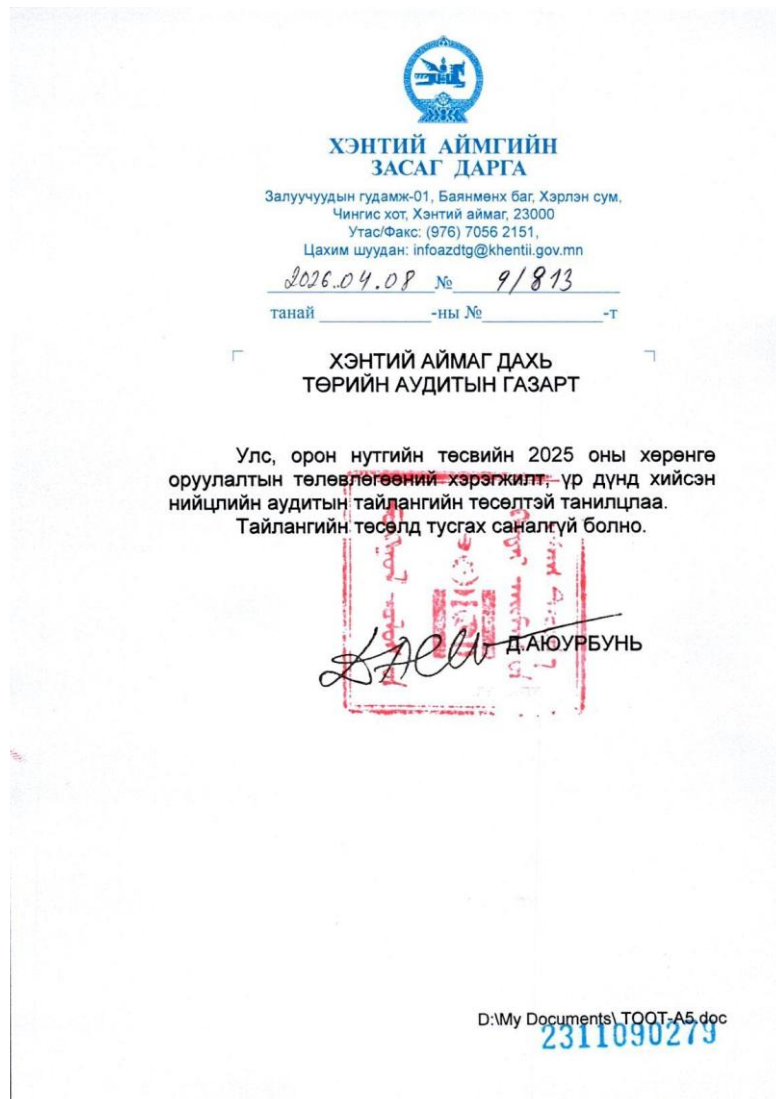 ХЭНТИЙ АЙМГИЙН
ЗАСАГ ДАРГА
Залуучуудын гудамж-01, Баянмөнх баг, Хэрлэн сум,
Чингис хот, Хэнтий аймаг, 23000
Утас/Факс: (976) 7056 2151,
Цахим шуудан: infoazdtg@khentii.gov.mn
2026.04.08 № 9/813
танай ____________-ны №____________-т
ХЭНТИЙ АЙМАГ ДАХЬ
ТӨРИЙН АУДИТЫН ГАЗАРТ
Улс, орон нутгийн төсвийн 2025 оны хөрөнгө
оруулалтын төлөвлөгөөний хэрэгжилт, үр дүнд хийсэн
нийцлийн аудитын тайлангийн төсөлтэй танилцлаа.
Тайлангийн төсөлд тусгах саналгүй болно.
Д.АЮУРБУНЬ
D:\My Documents\ TOOT-A5.doc
2311090279